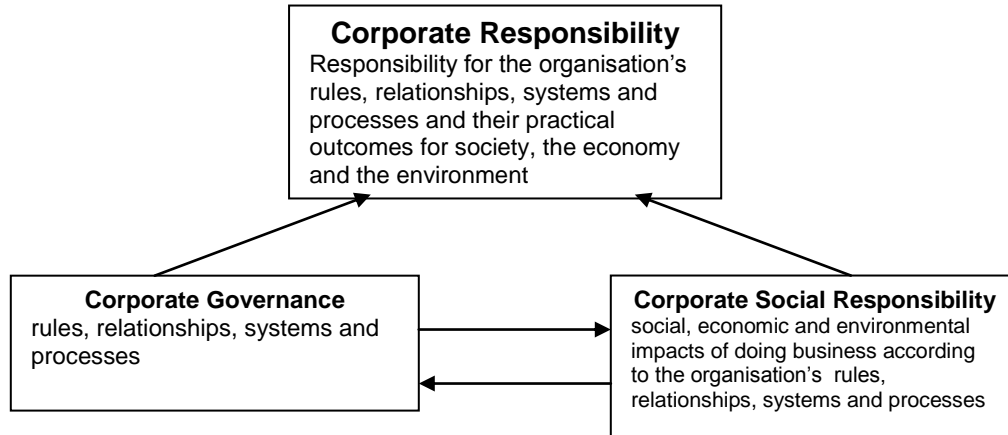 Corporate Responsibility
Responsibility for the organisation’s
rules, relationships, systems and
processes and their practical
outcomes for society, the economy
and the environment
Corporate Governance
rules, relationships, systems and
processes
Corporate Social Responsibility
social, economic and environmental
impacts of doing business according
to the organisation’s  rules,
relationships, systems and processes